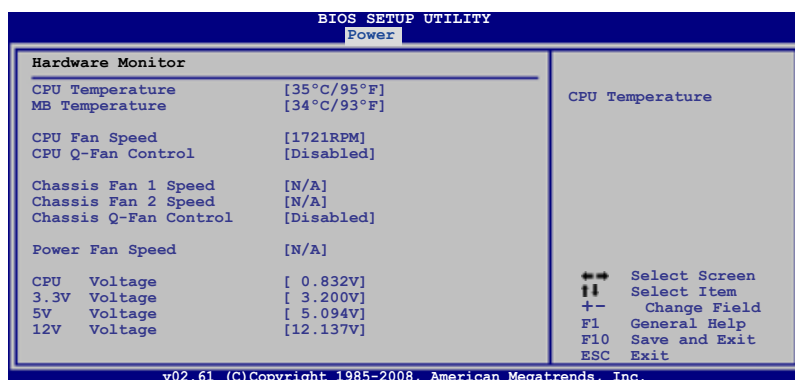 BIOS SETUP UTILITY
Power
Hardware Monitor
CPU Temperature [35°C/95°F]
MB Temperature [34°C/93°F]
CPU Fan Speed [1721RPM]
CPU Q-Fan Control [Disabled]
Chassis Fan 1 Speed [N/A]
Chassis Fan 2 Speed [N/A]
Chassis Q-Fan Control [Disabled]
Power Fan Speed [N/A]
CPU Voltage [ 0.832V]
3.3V Voltage [ 3.200V]
5V Voltage [ 5.094V]
12V Voltage [12.137V]
CPU Temperature
←→ Select Screen
↑↓ Select Item
+- Change Field
F1 General Help
F10 Save and Exit
ESC Exit
v02.61 (C)Copyright 1985-2008, American Megatrends, Inc.